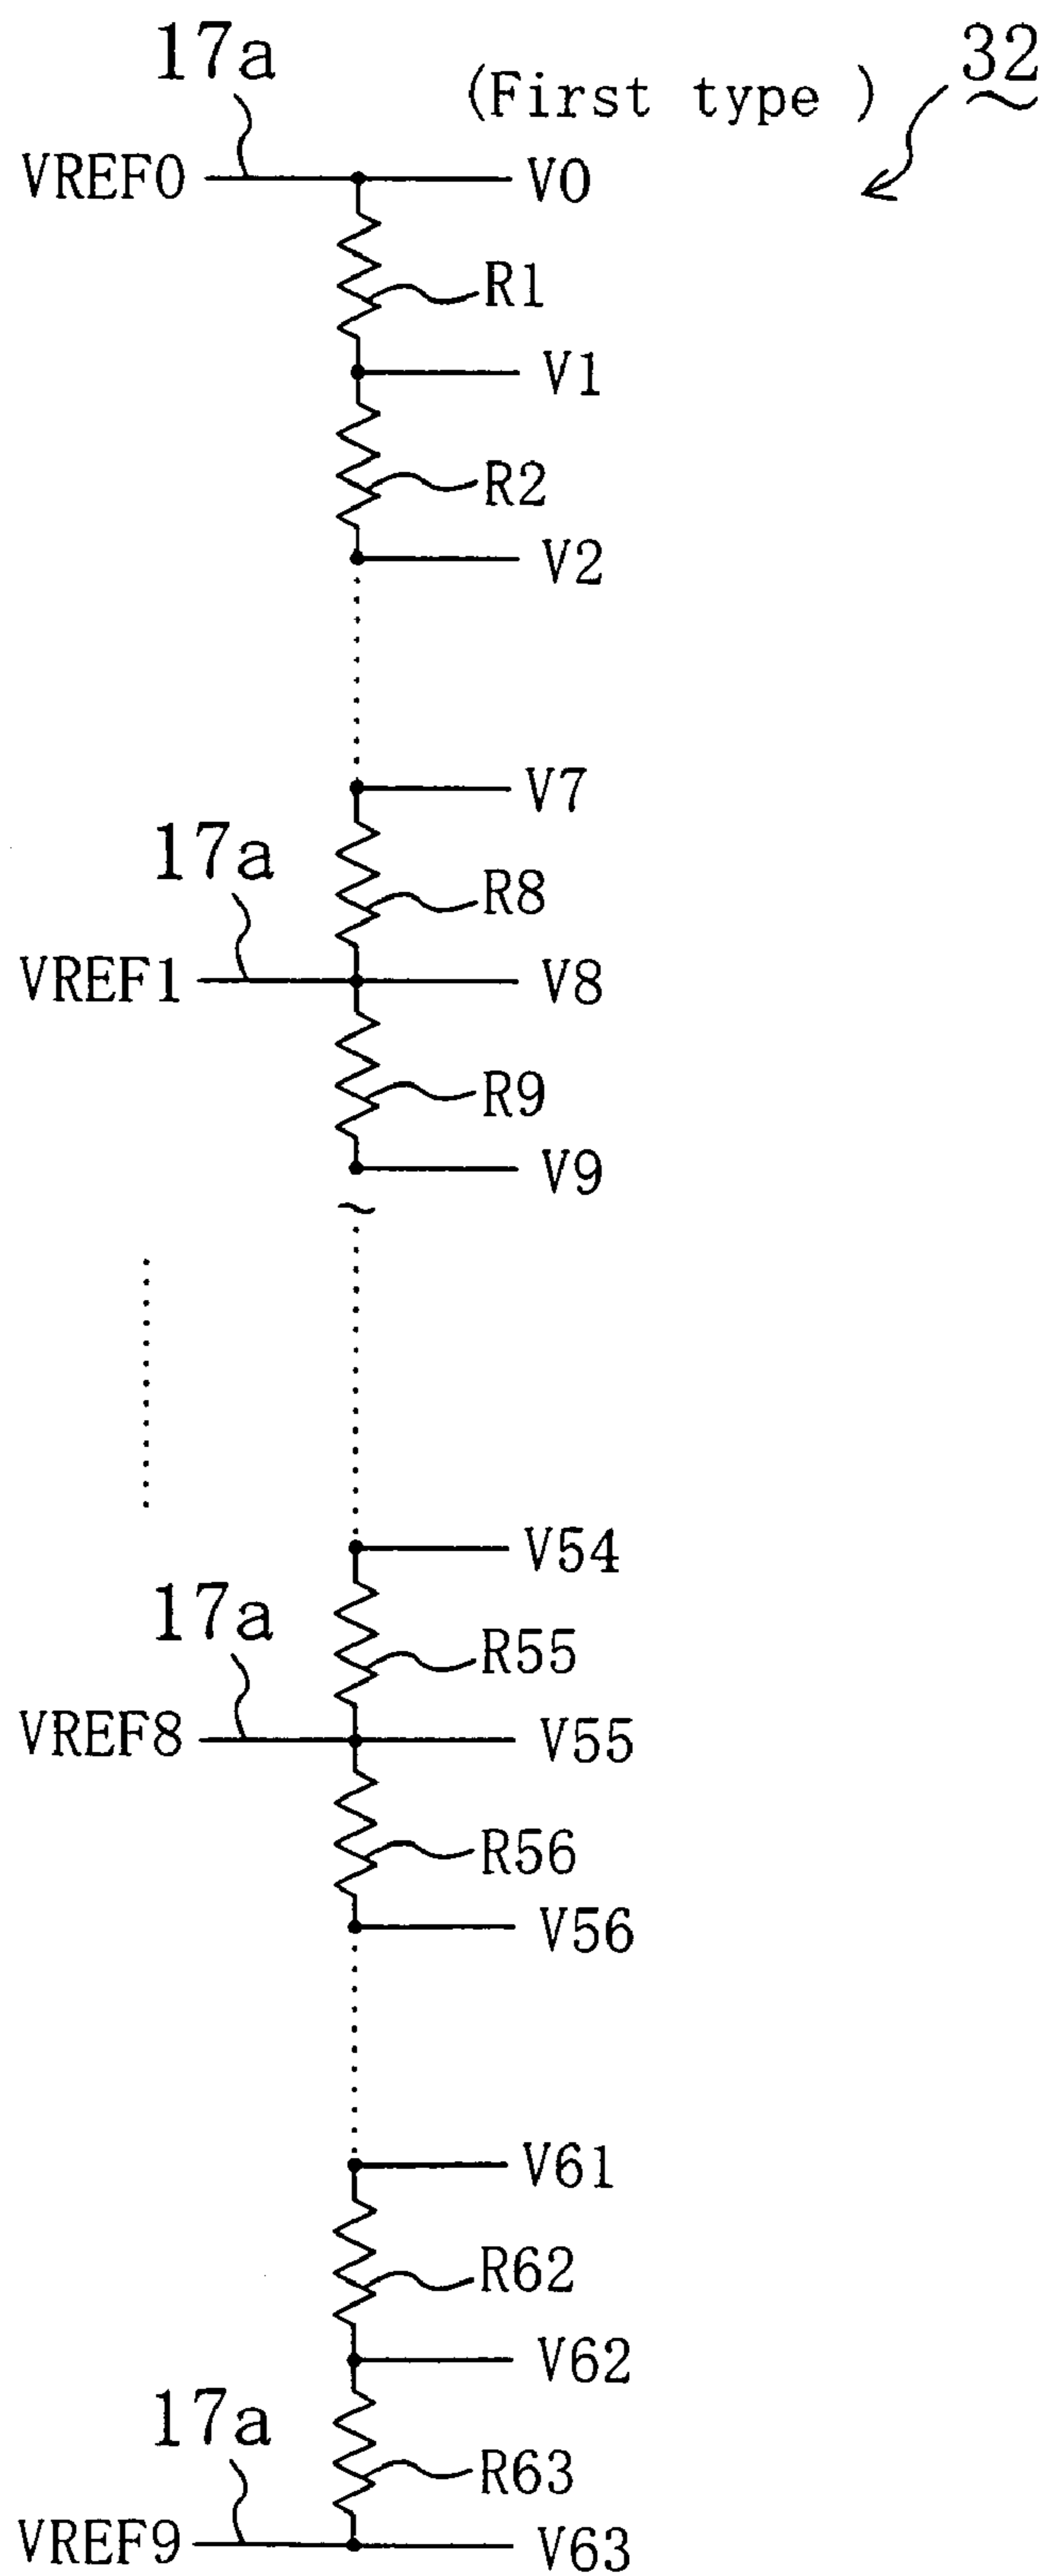 17a (First type ) 32
VREF0 V0
R1
V1
R2
V2
V7
17a
R8
VREF1 V8
R9
V9
V54
17a
R55
VREF8 V55
R56
V56
V61
R62
V62
17a
R63
VREF9 V63